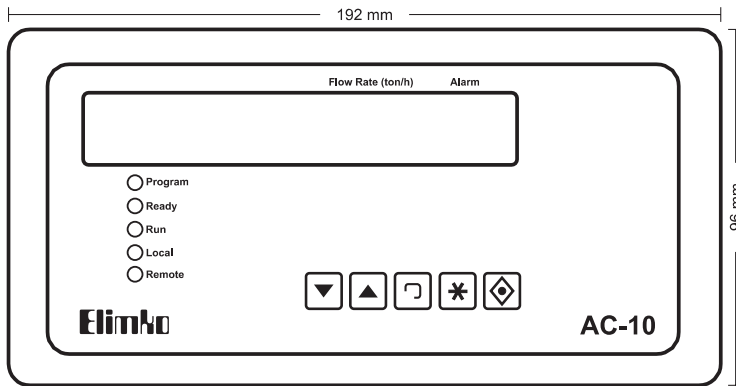 192 mm
Flow Rate (ton/h) Alarm
Program
Ready
Run
Local
Remote
96 mm
Elimko AC-10